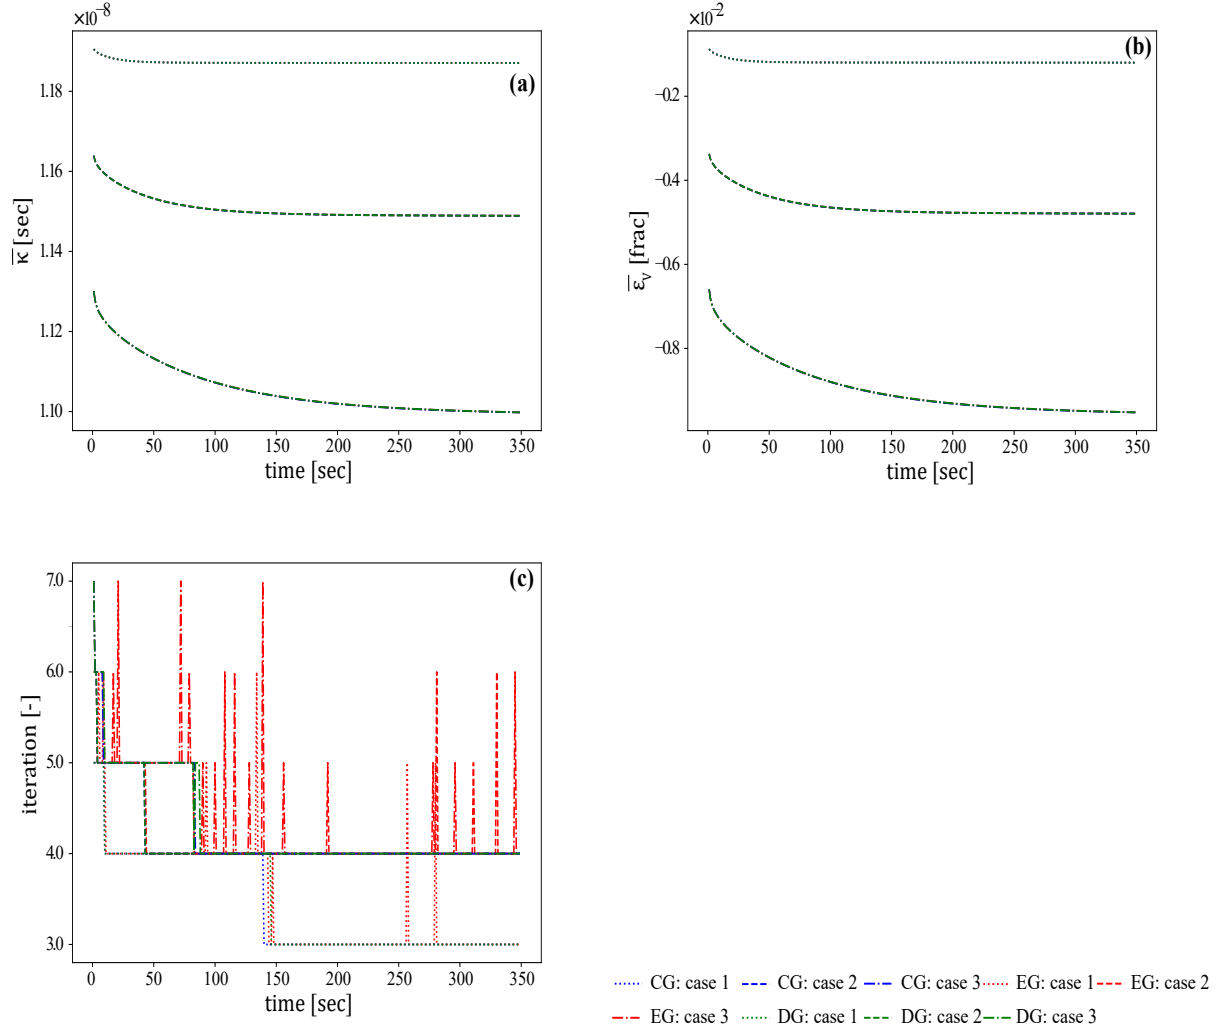 ×10⁻⁸
(a)
1.18
1.16
1.14
1.12
1.10
κ̅ [sec]
0 50 100 150 200 250 300 350
time [sec]
×10⁻²
(b)
−0.2
−0.4
−0.6
−0.8
ε̅ᵥ [frac]
0 50 100 150 200 250 300 350
time [sec]
(c)
7.0
6.0
5.0
4.0
3.0
iteration [-]
0 50 100 150 200 250 300 350
time [sec]
CG: case 1 CG: case 2 CG: case 3 EG: case 1 EG: case 2
EG: case 3 DG: case 1 DG: case 2 DG: case 3